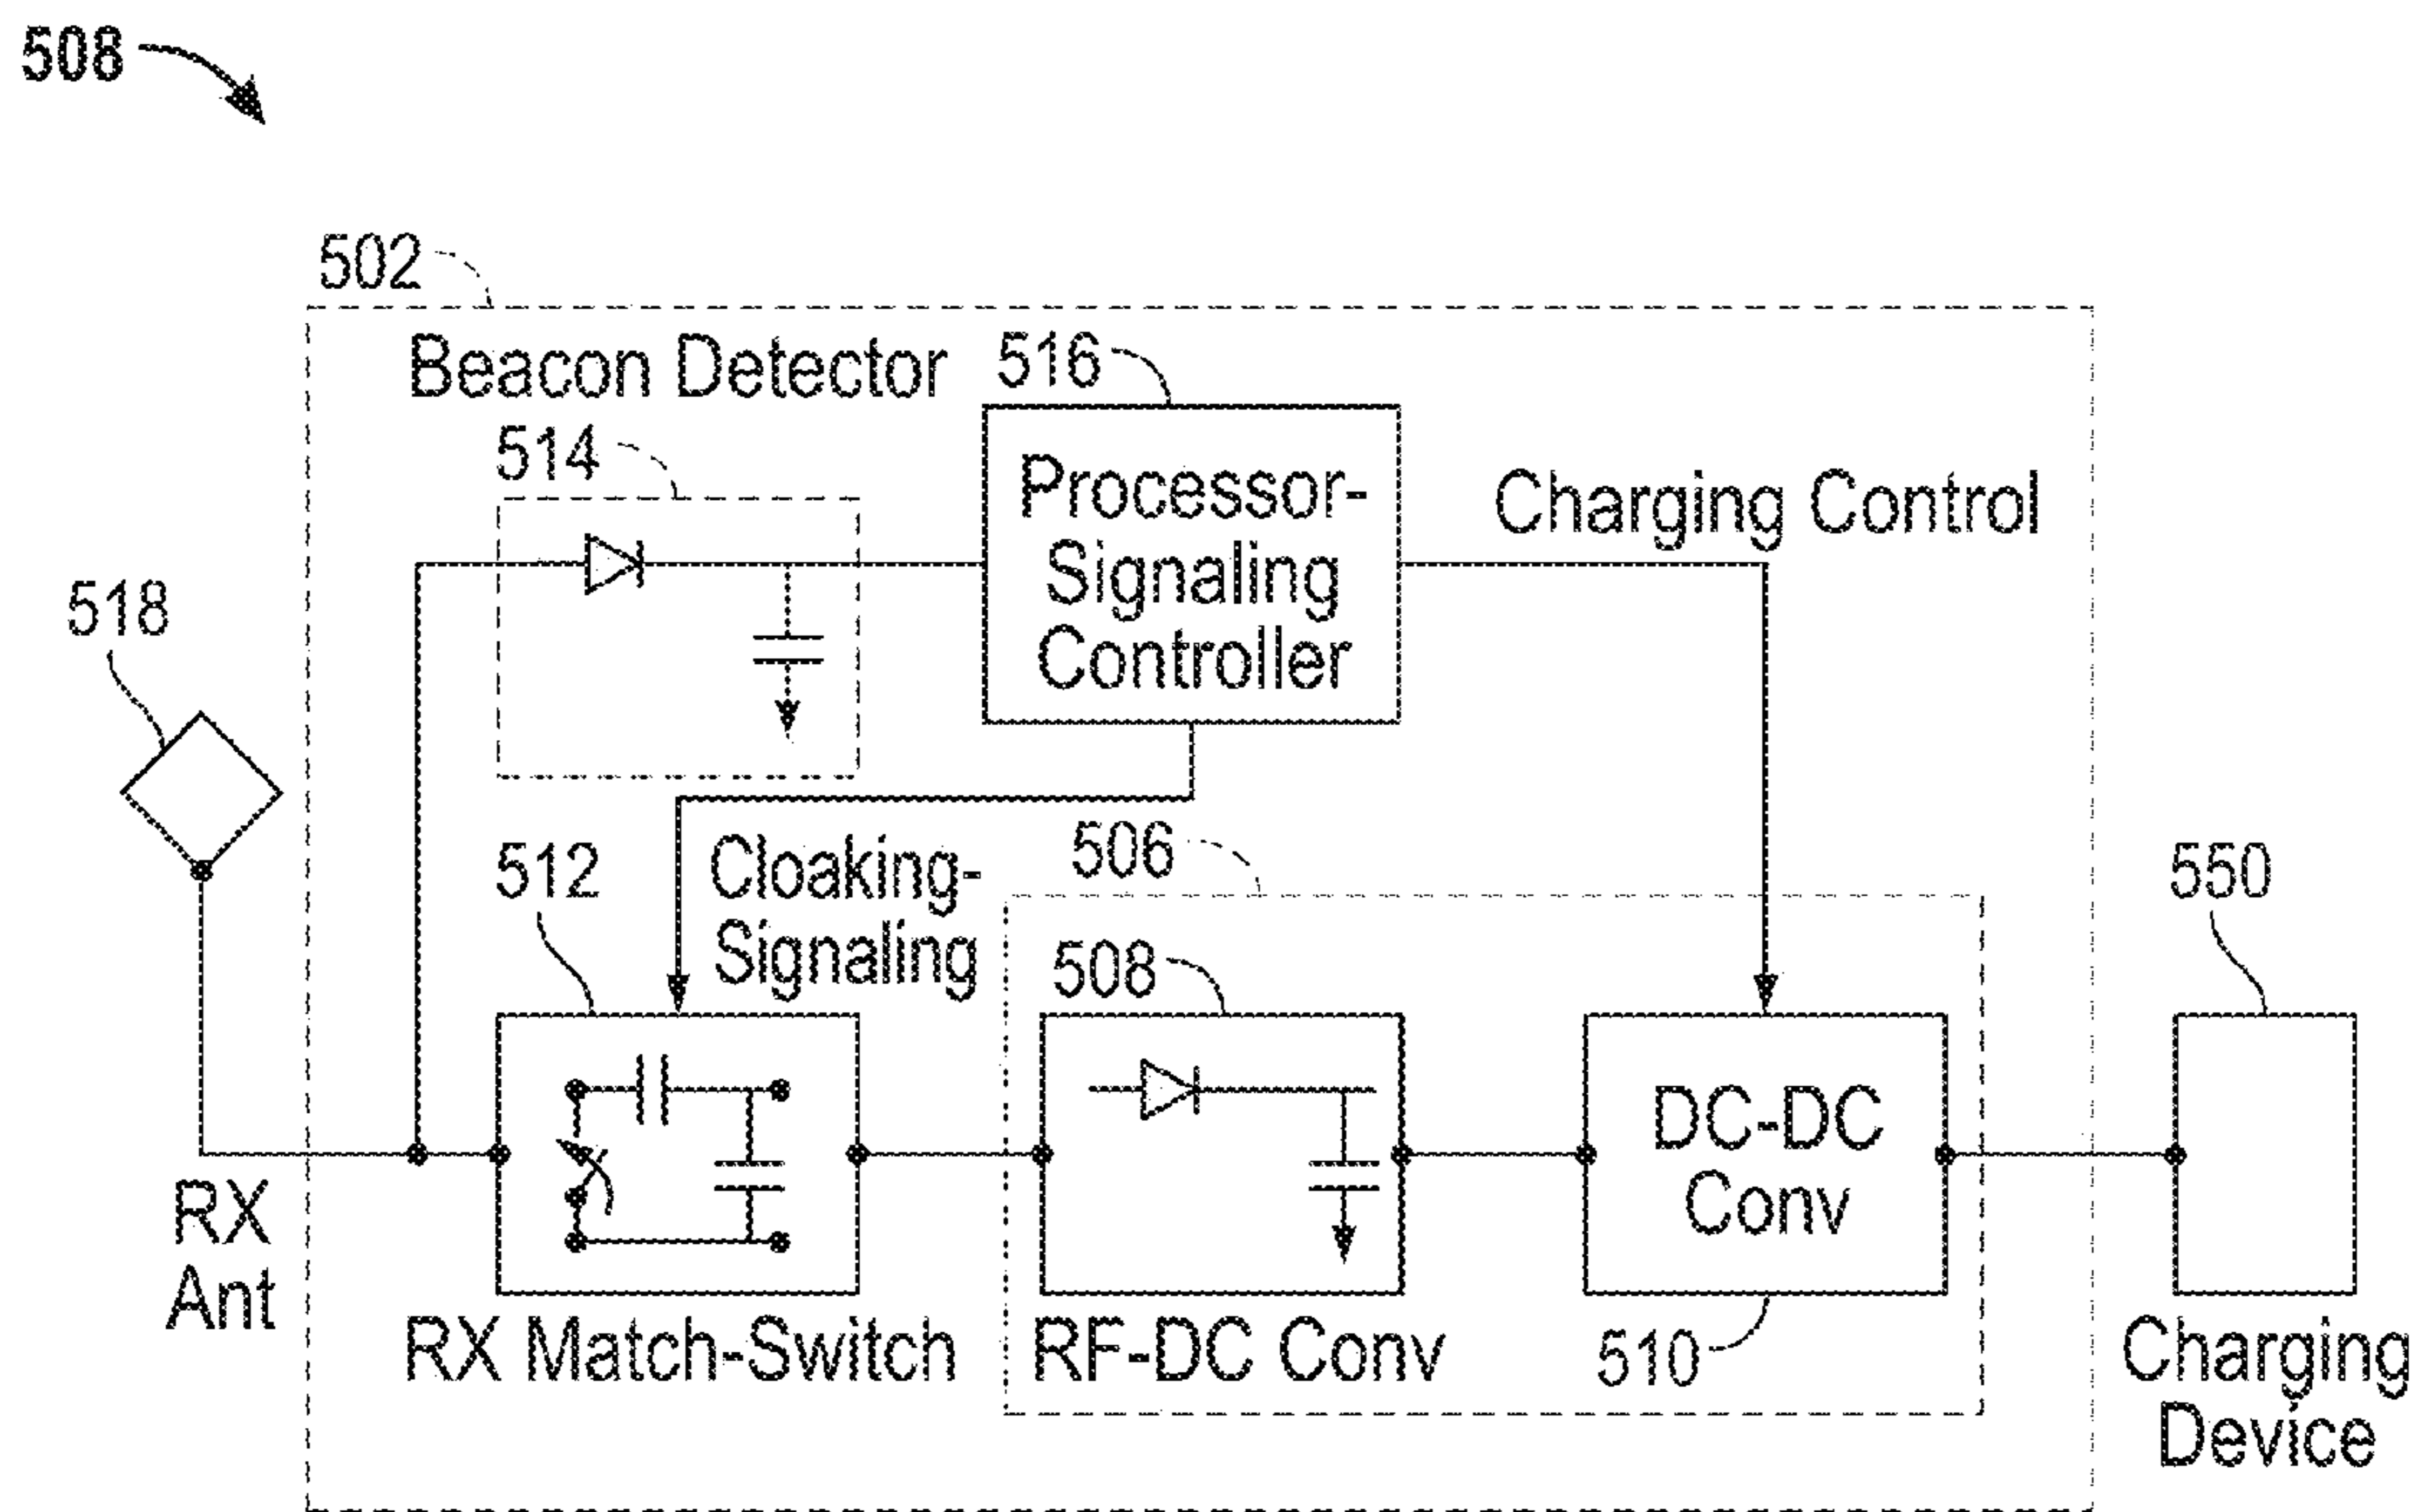 508
502
Beacon Detector
516
514
Processor-
Signaling
Controller
Charging Control
518
512
Cloaking-
Signaling
506
508
550
DC-DC
Conv
RX
Ant
RX Match-Switch
RF-DC Conv
510
Charging
Device